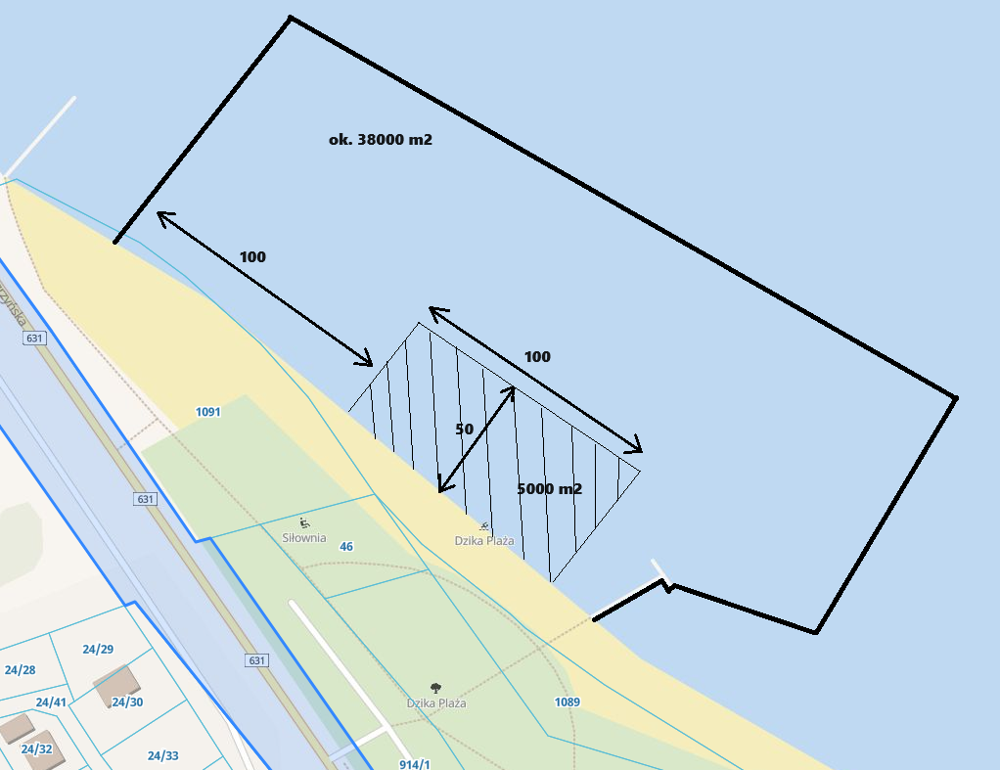 ok. 38000 m2
100
rzyńska
631
100
1091
50
5000 m2
631
Siłownia
46
Dzika Plaża
24/29
631
24/28
24/41
24/30
Dzika Plaża
1089
24/32
24/33
914/1